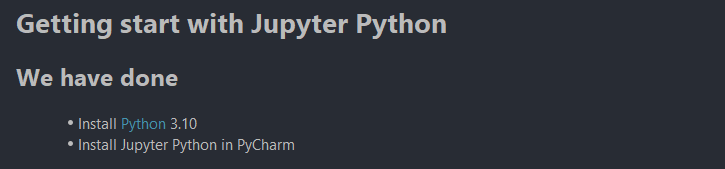 Getting start with Jupyter Python
We have done
• Install Python 3.10
• Install Jupyter Python in PyCharm